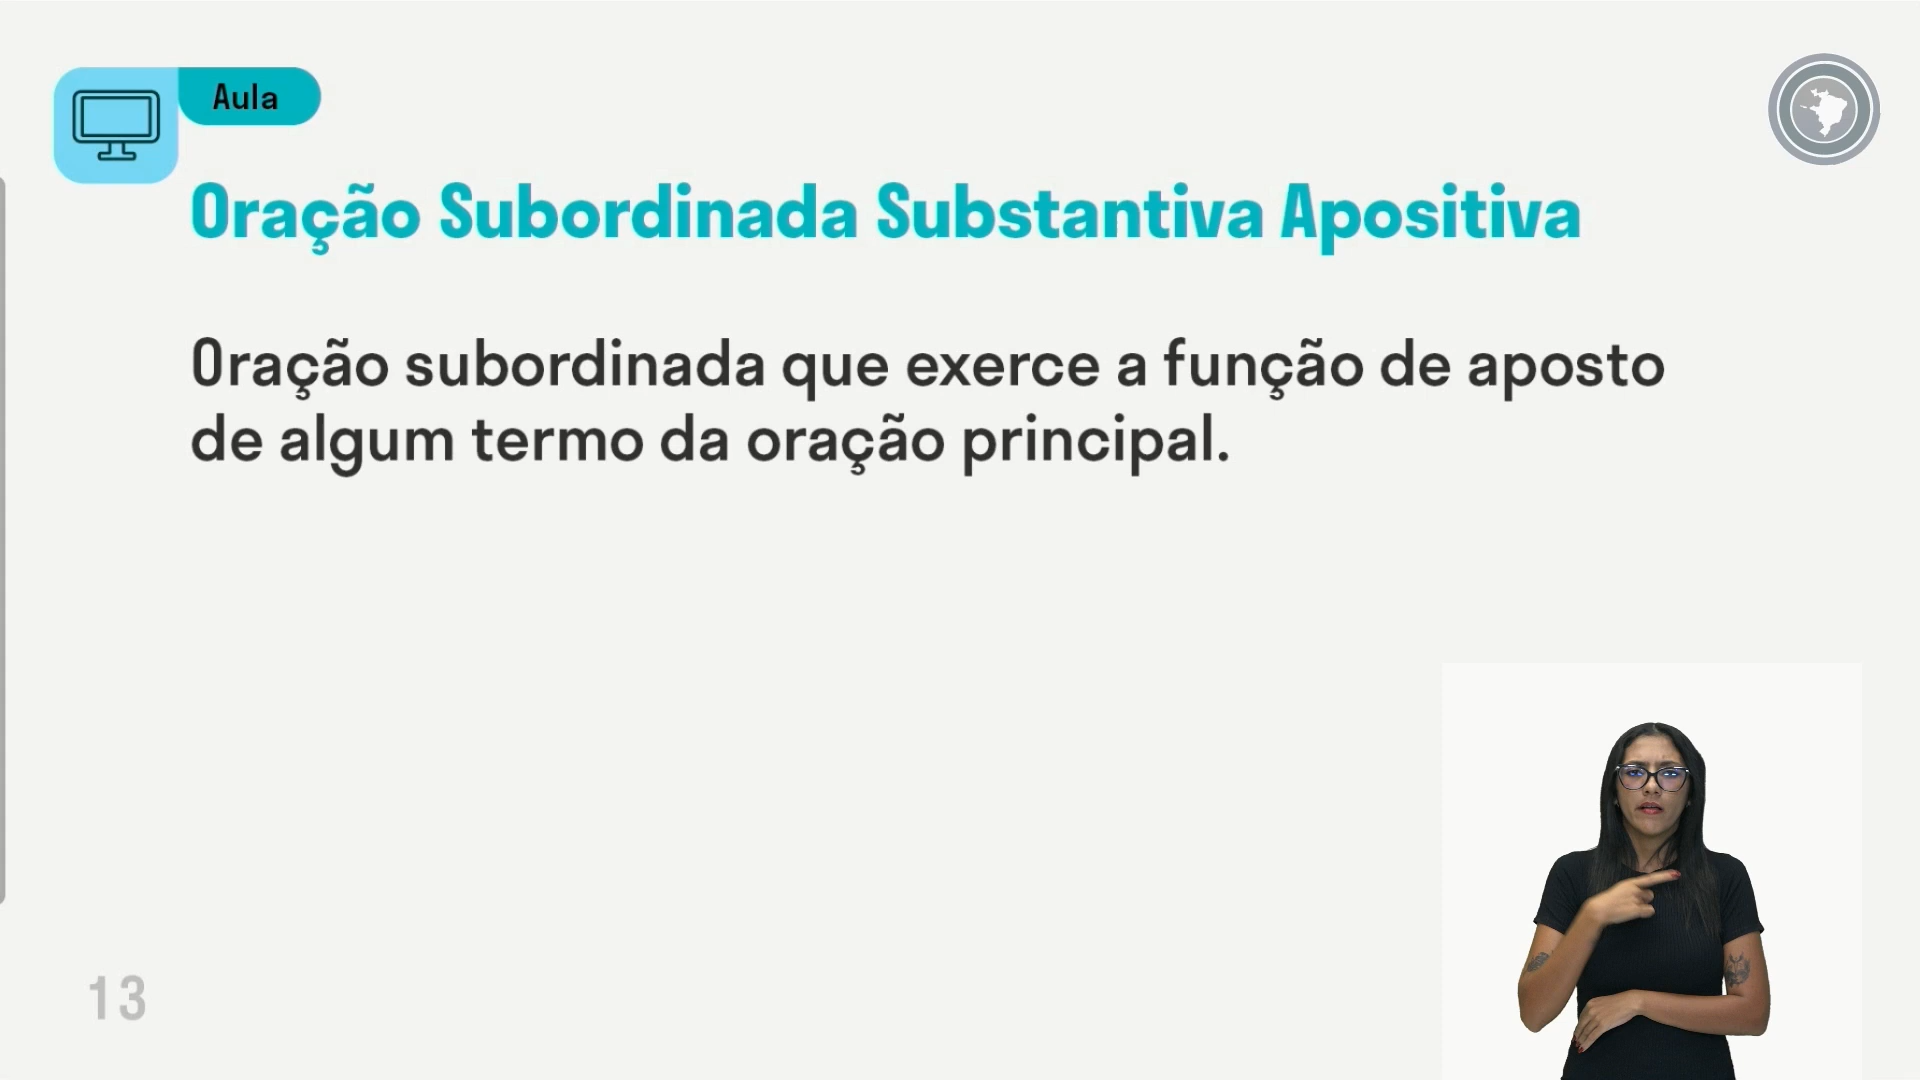 Aula
Oração Subordinada Substantiva Apositiva
Oração subordinada que exerce a função de aposto
de algum termo da oração principal.
13